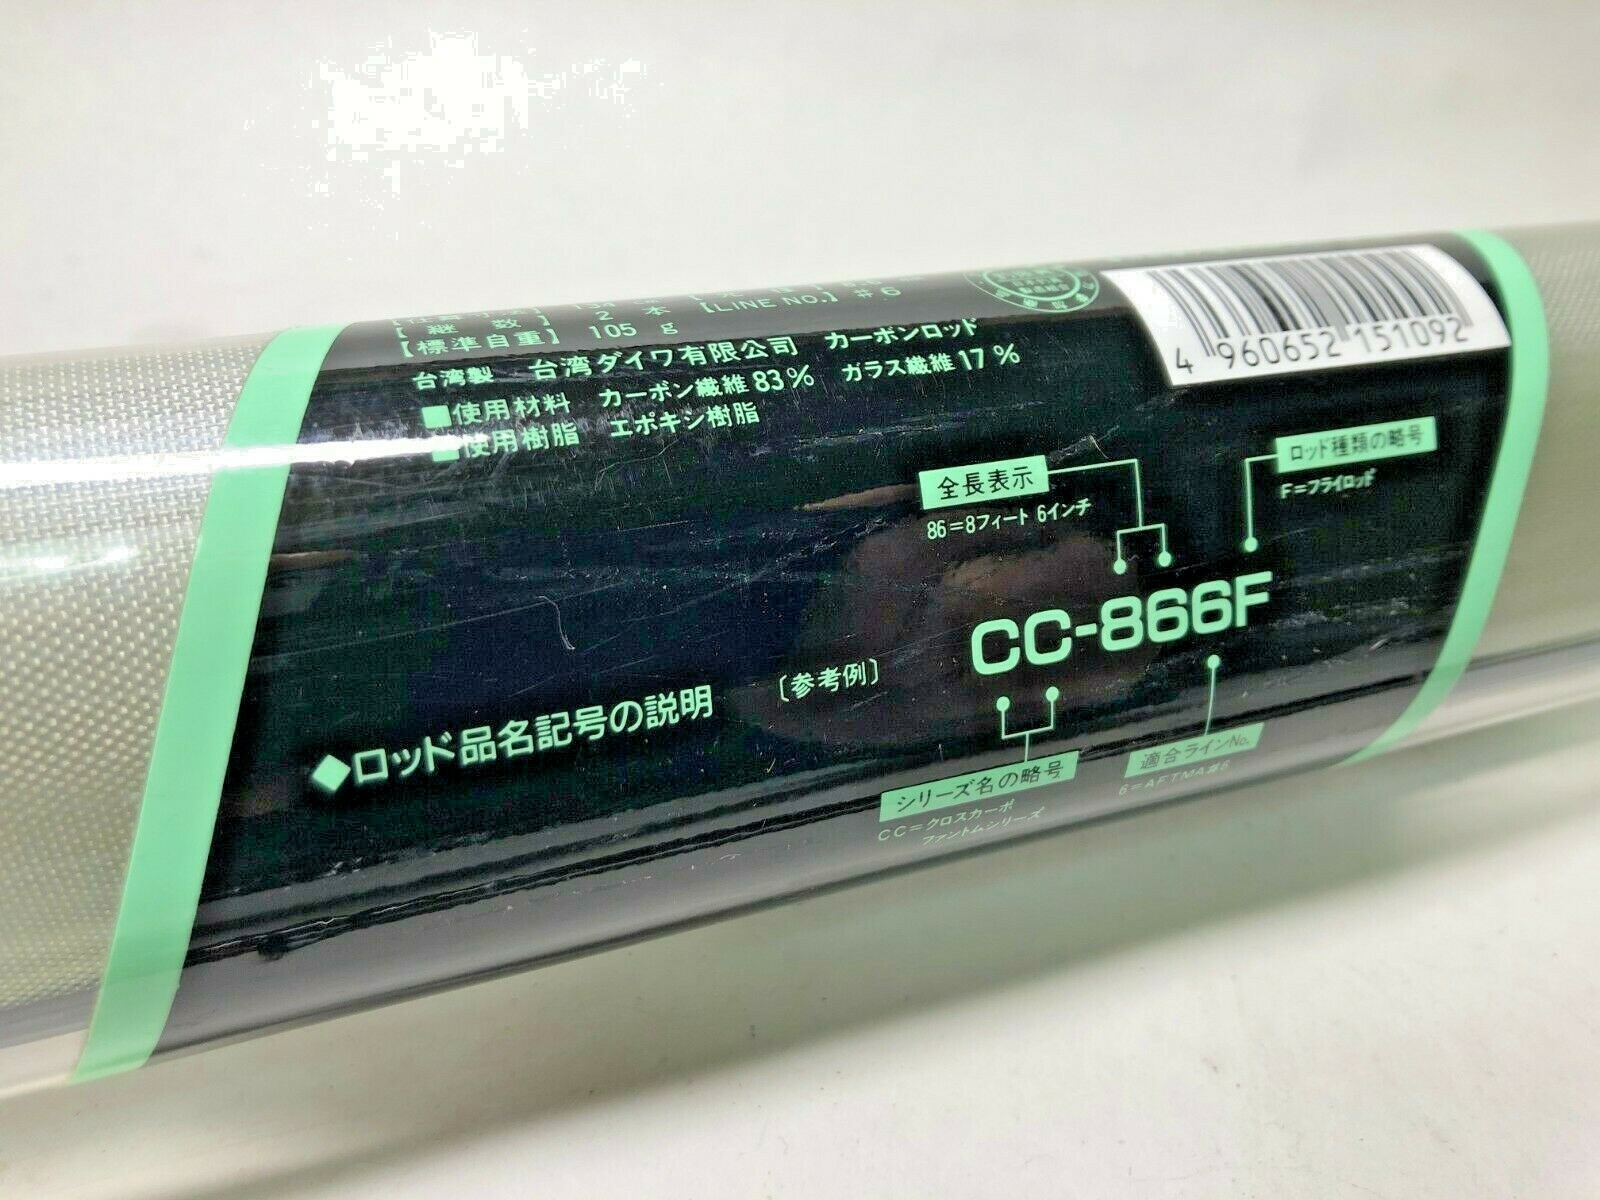 【継 数】 2 本 【LINE NO.】 #6
【標準自重】 105 g
台湾製 台湾ダイワ有限公司 カーボンロッド
■使用材料 カーボン繊維83% ガラス繊維17%
■使用樹脂 エポキシ樹脂
4 960652 151092
全長表示
86=8フィート 6インチ
ロッド種類の略号
F=フライロッド
CC-866F
◆ロッド品名記号の説明 〔参考例〕
シリーズ名の略号
CC=クロスカーボ
ファントムシリーズ
適合ラインNo.
6=AFTMA#6